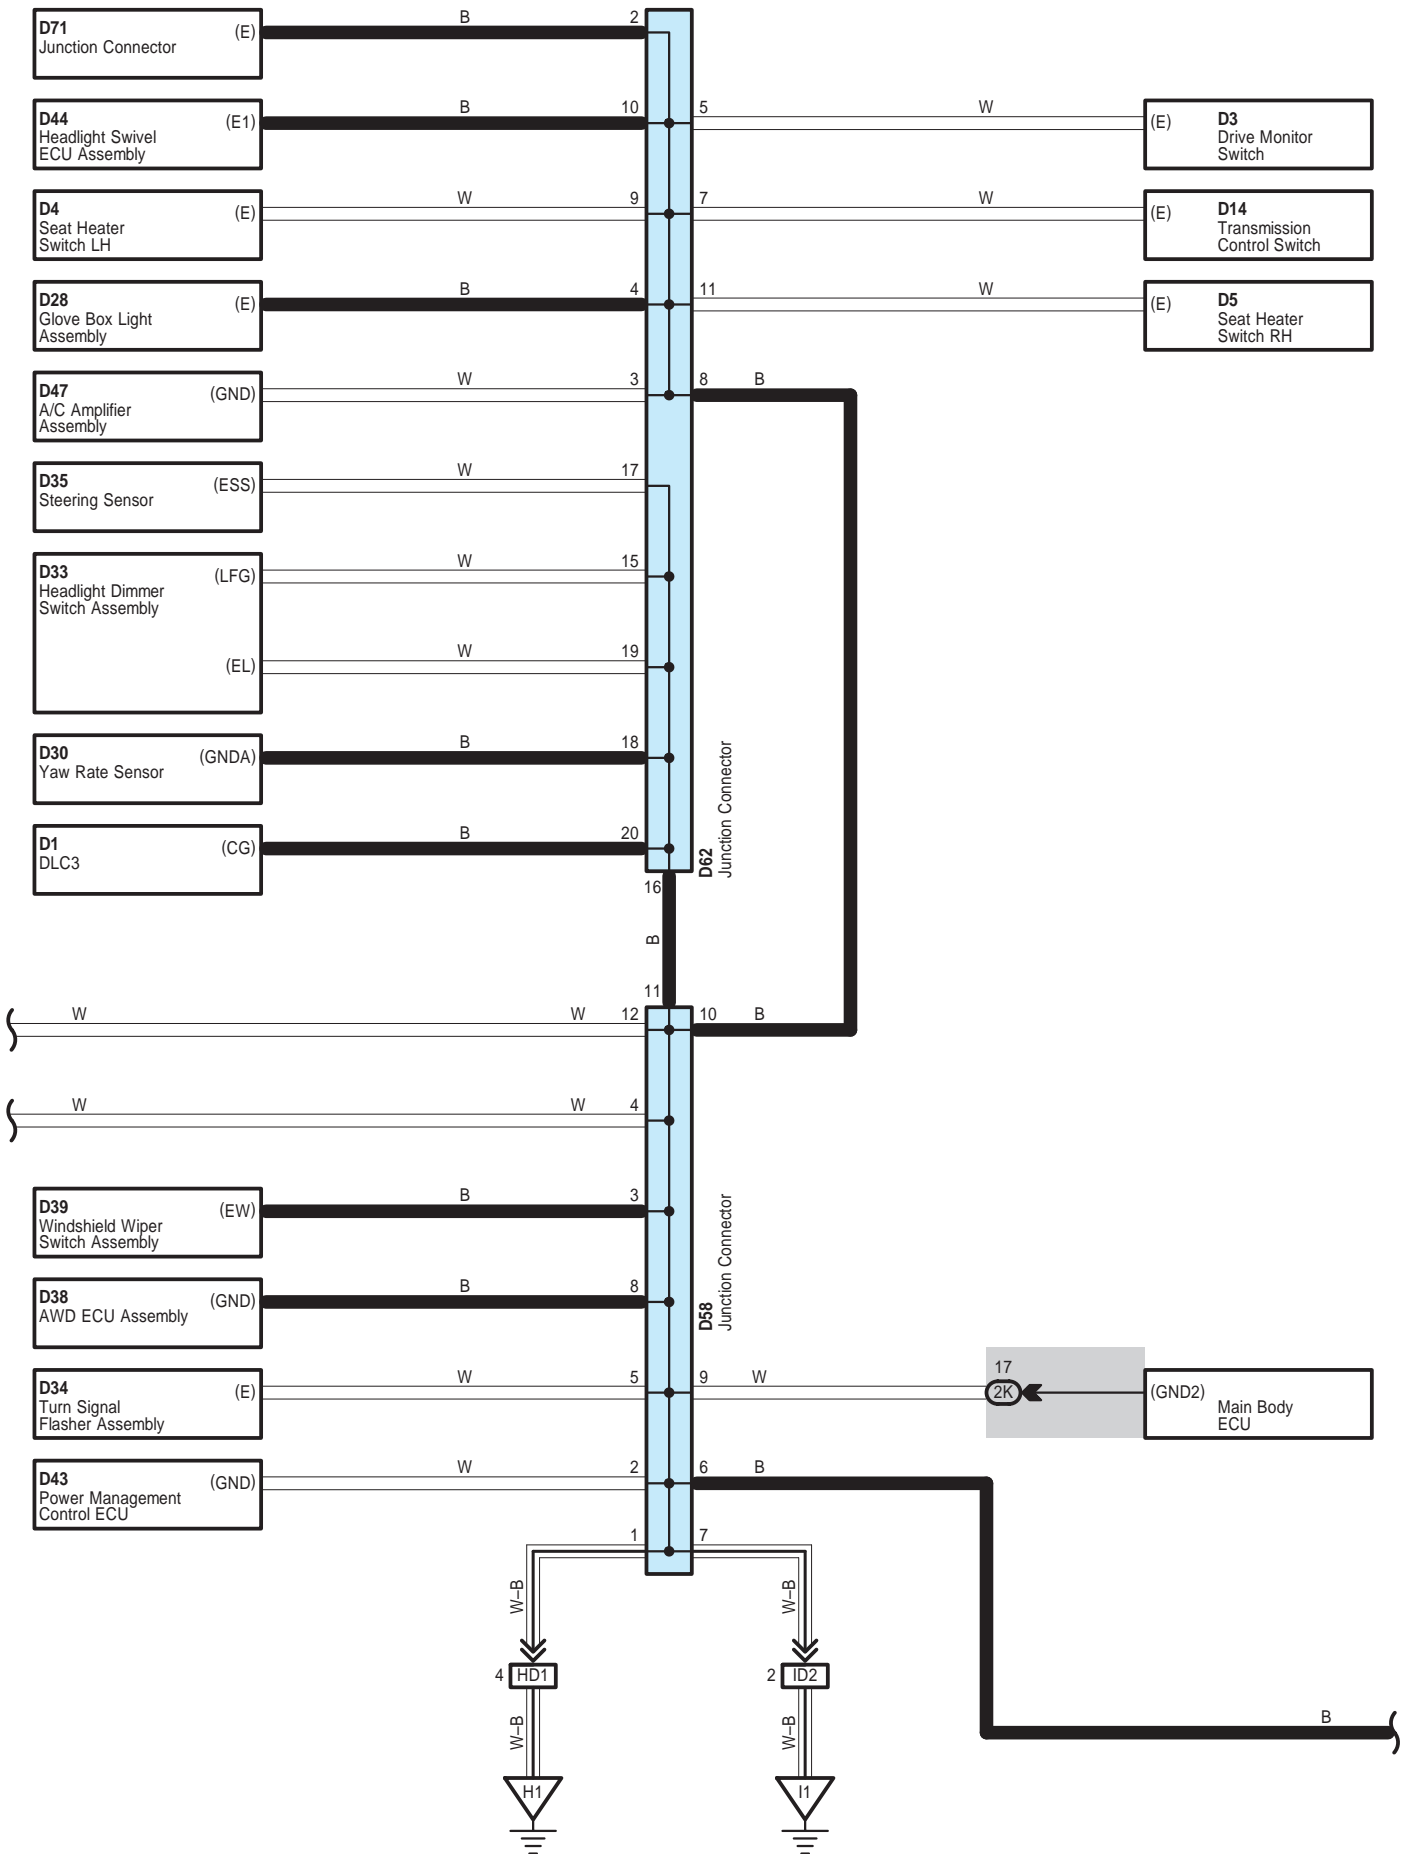 D71 (E) B 2
Junction Connector
D44 (E1) B 10 5 W (E) D3
Headlight Swivel Drive Monitor
ECU Assembly Switch
D4 (E) W 9 7 W (E) D14
Seat Heater Transmission
Switch LH Control Switch
D28 (E) B 4 11 W (E) D5
Glove Box Light Seat Heater
Assembly Switch RH
D47 (GND) W 3 8 B
A/C Amplifier
Assembly
D35 (ESS) W 17
Steering Sensor
D33 (LFG) W 15
Headlight Dimmer
Switch Assembly
(EL) W 19
D30 (GNDA) B 18
Yaw Rate Sensor
D1 (CG) B 20
DLC3
D62
Junction Connector
16
B
11
W W 12 10 B
W W 4
D39 (EW) B 3
Windshield Wiper
Switch Assembly
D38 (GND) B 8
AWD ECU Assembly
D58
Junction Connector
D34 (E) W 5 9 W 17 2K (GND2)
Turn Signal Main Body
Flasher Assembly ECU
D43 (GND) W 2 6 B
Power Management
Control ECU
1 7
W–B W–B
4 HD1 2 ID2
W–B W–B B
H1 I1